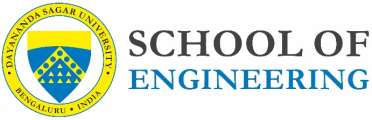 DAYANANDA SAGAR UNIVERSITY
BENGALURU • INDIA
SCHOOL OF
ENGINEERING